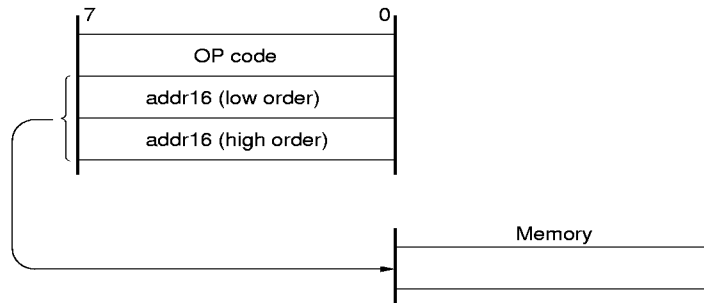 7 0
OP code
addr16 (low order)
addr16 (high order)
Memory